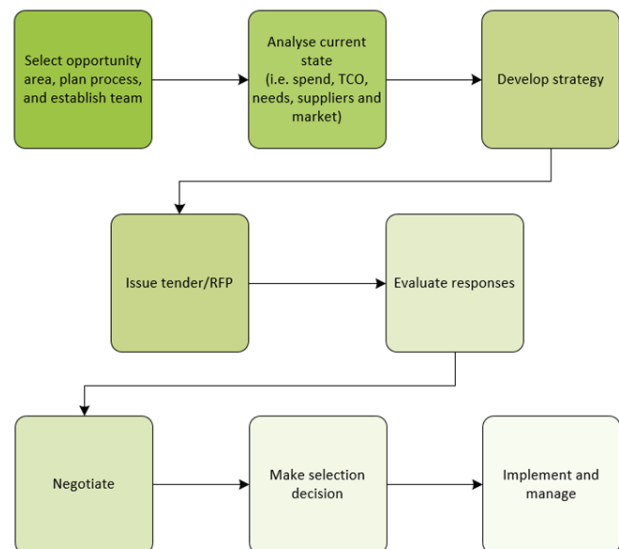 Select opportunity
area, plan process,
and establish team
Analyse current
state
(i.e. spend, TCO,
needs, suppliers and
market)
Develop strategy
Issue tender/RFP
Evaluate responses
Negotiate
Make selection
decision
Implement and
manage